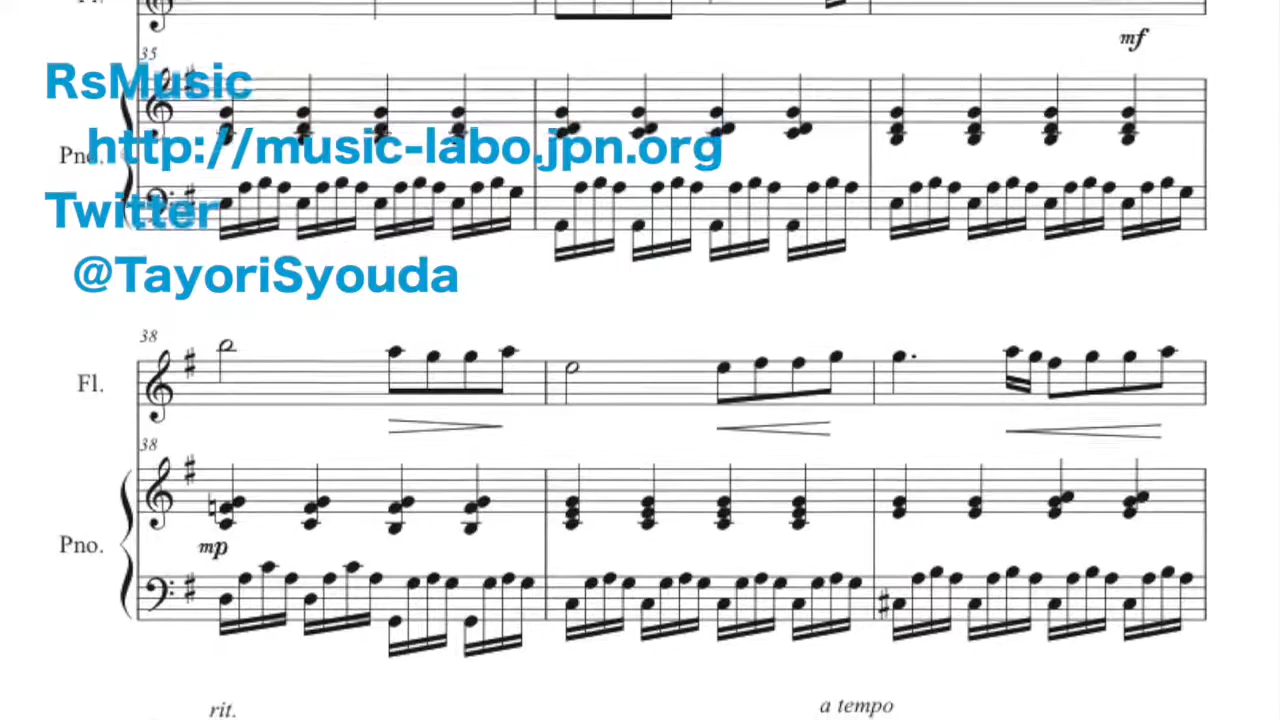 mf
35
RsMusic
http://music-labo.jpn.org
Pno.
Twitter
@TayoriSyouda
38
Fl.
38
Pno.
mp
rit.
a tempo